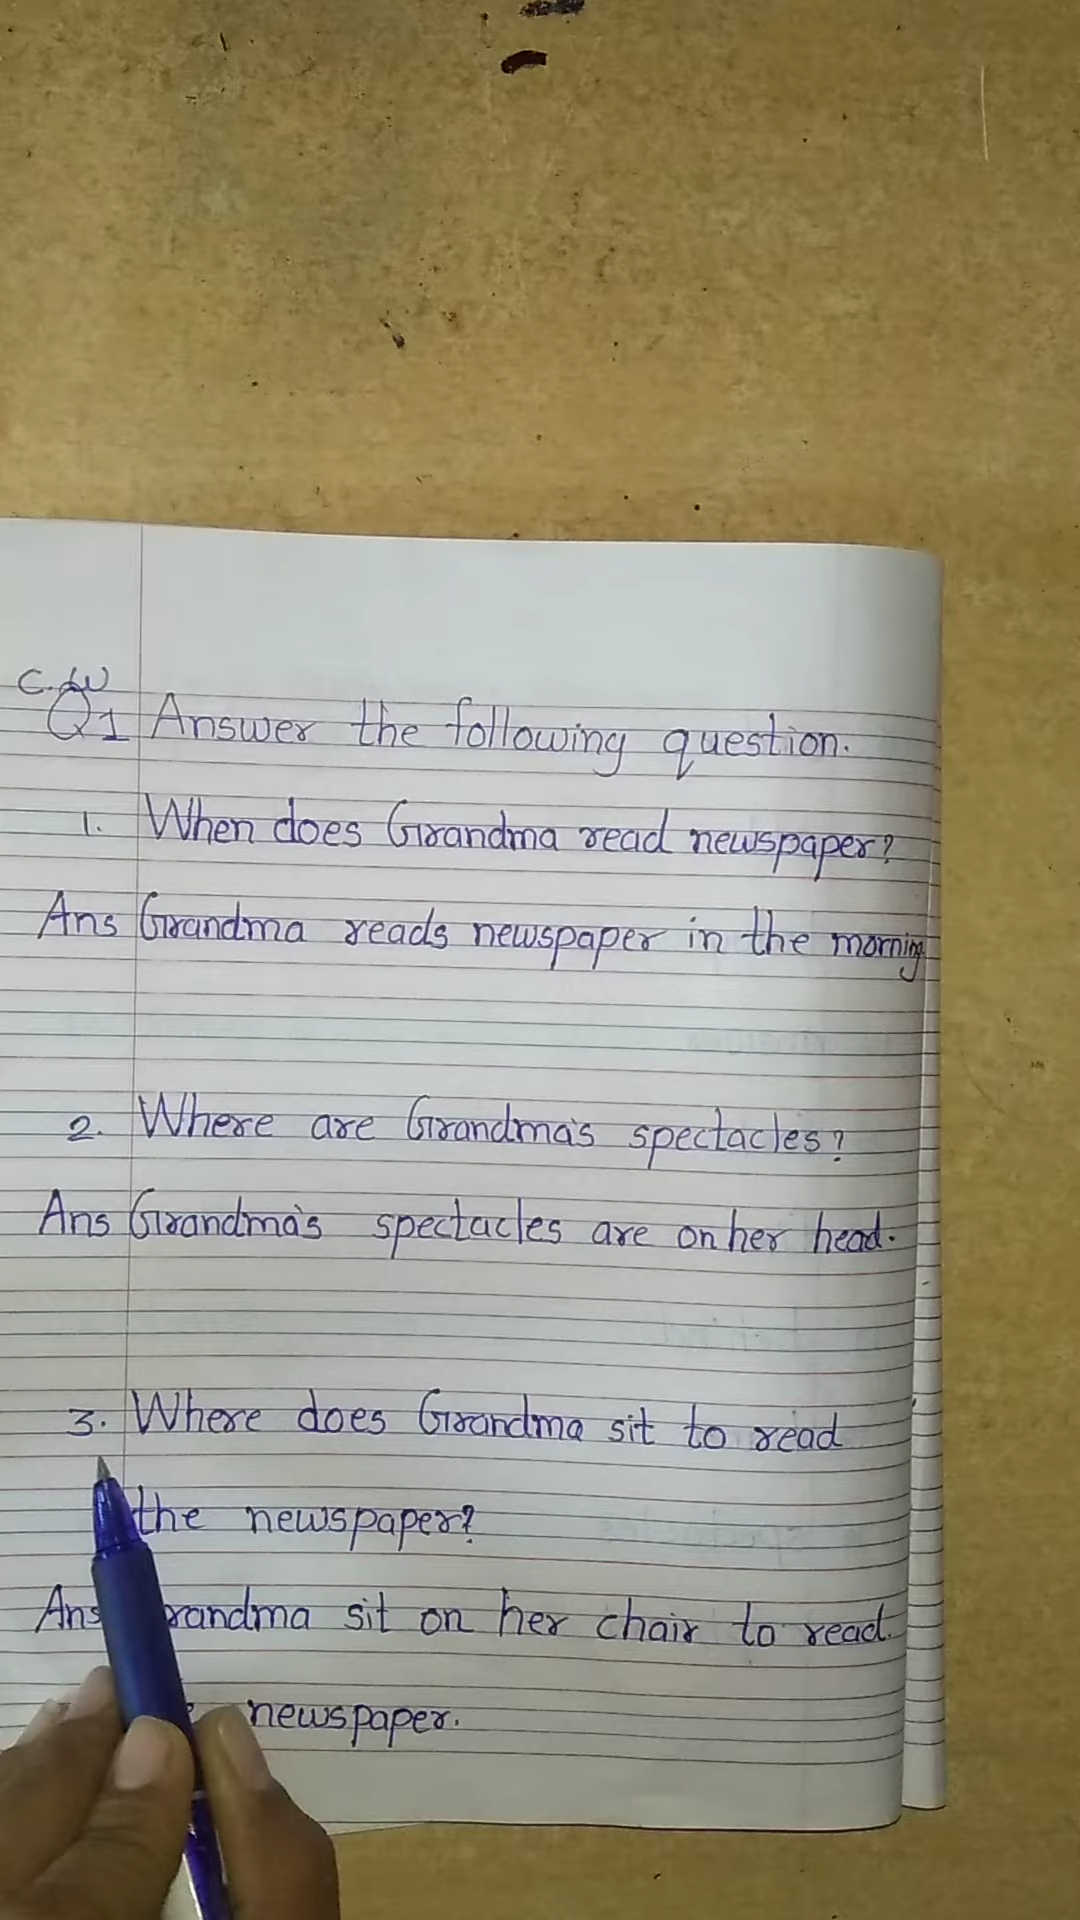 C.W
Q1 Answer the following question.
1. When does Grandma read newspaper?
Ans Grandma reads newspaper in the morning
2. Where are Grandma's spectacles?
Ans Grandma's spectacles are on her head.
3. Where does Grandma sit to read
the newspaper?
Ans randma sit on her chair to read.
newspaper.